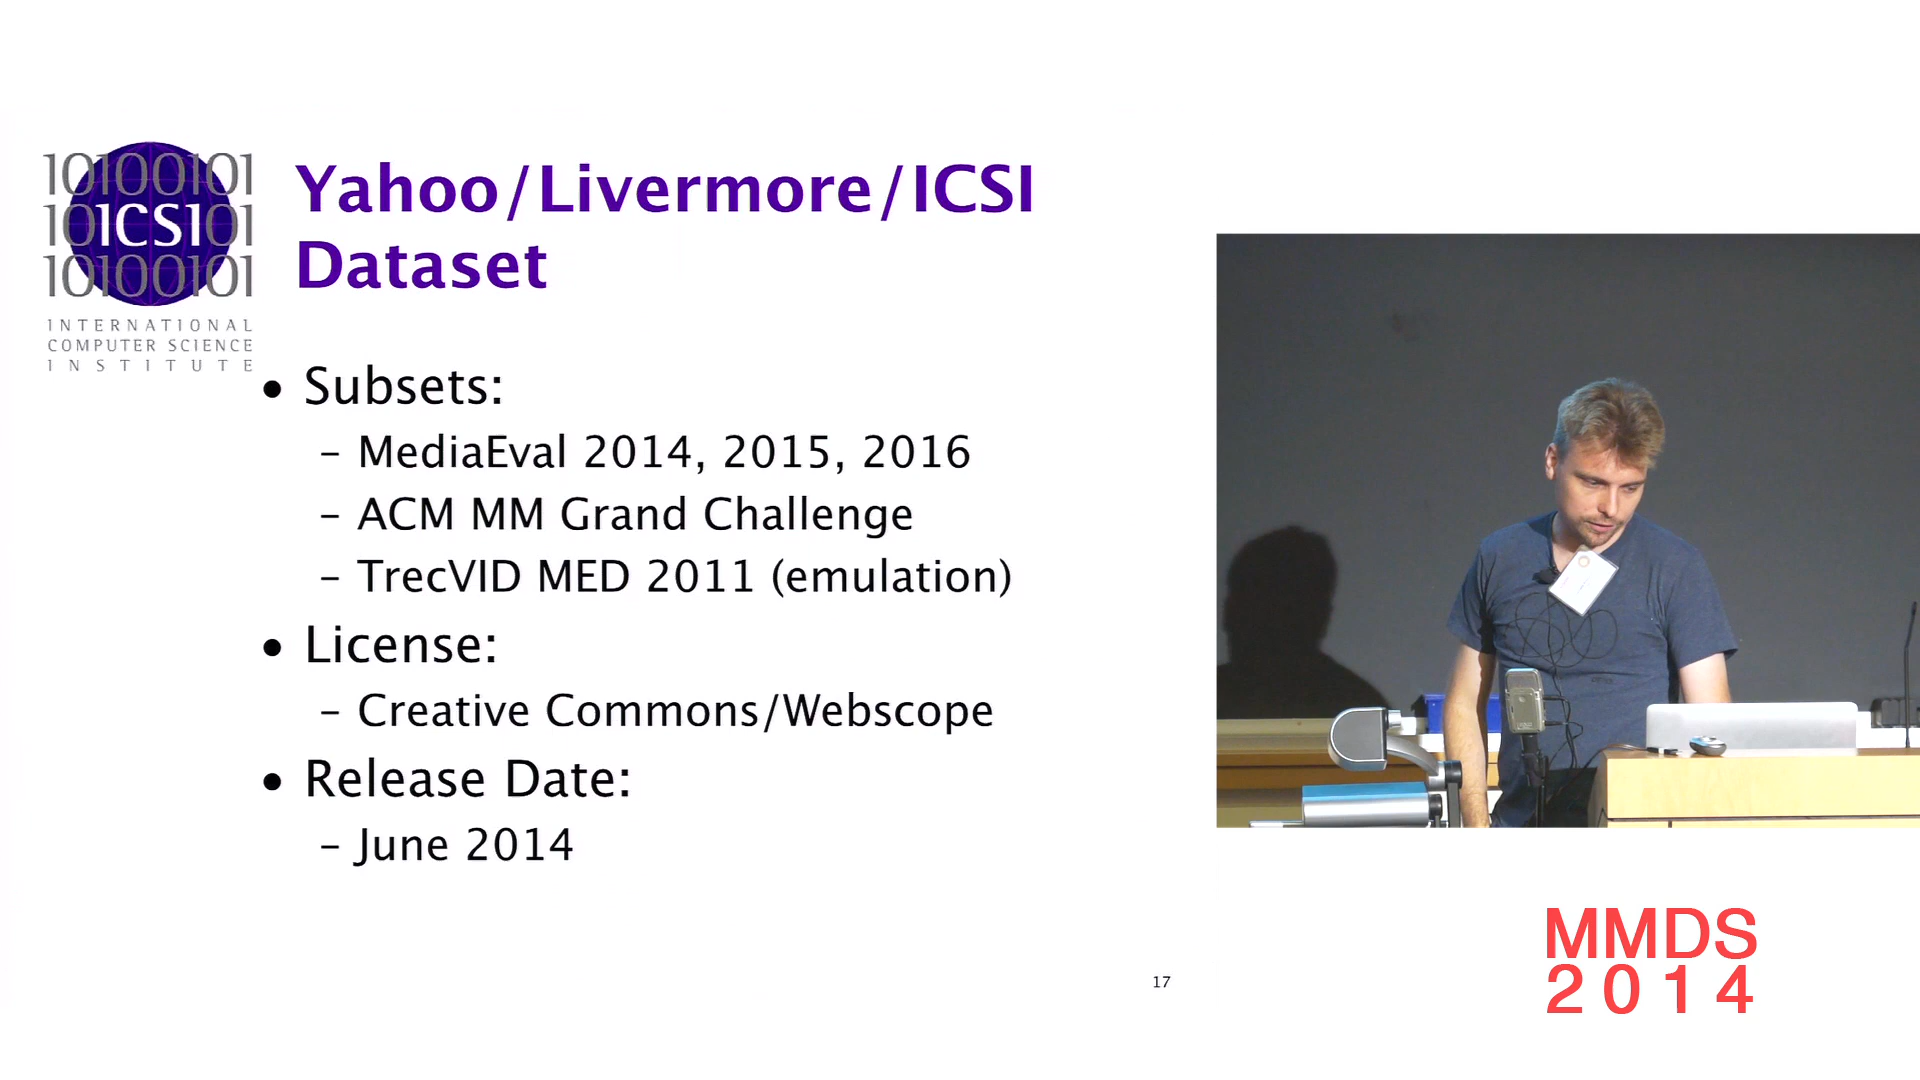 10100101
10ICSI01
10100101
INTERNATIONAL
COMPUTER SCIENCE
INSTITUTE
Yahoo/Livermore/ICSI
Dataset
• Subsets:
– MediaEval 2014, 2015, 2016
– ACM MM Grand Challenge
– TrecVID MED 2011 (emulation)
• License:
– Creative Commons/Webscope
• Release Date:
– June 2014
17
MMDS
2014